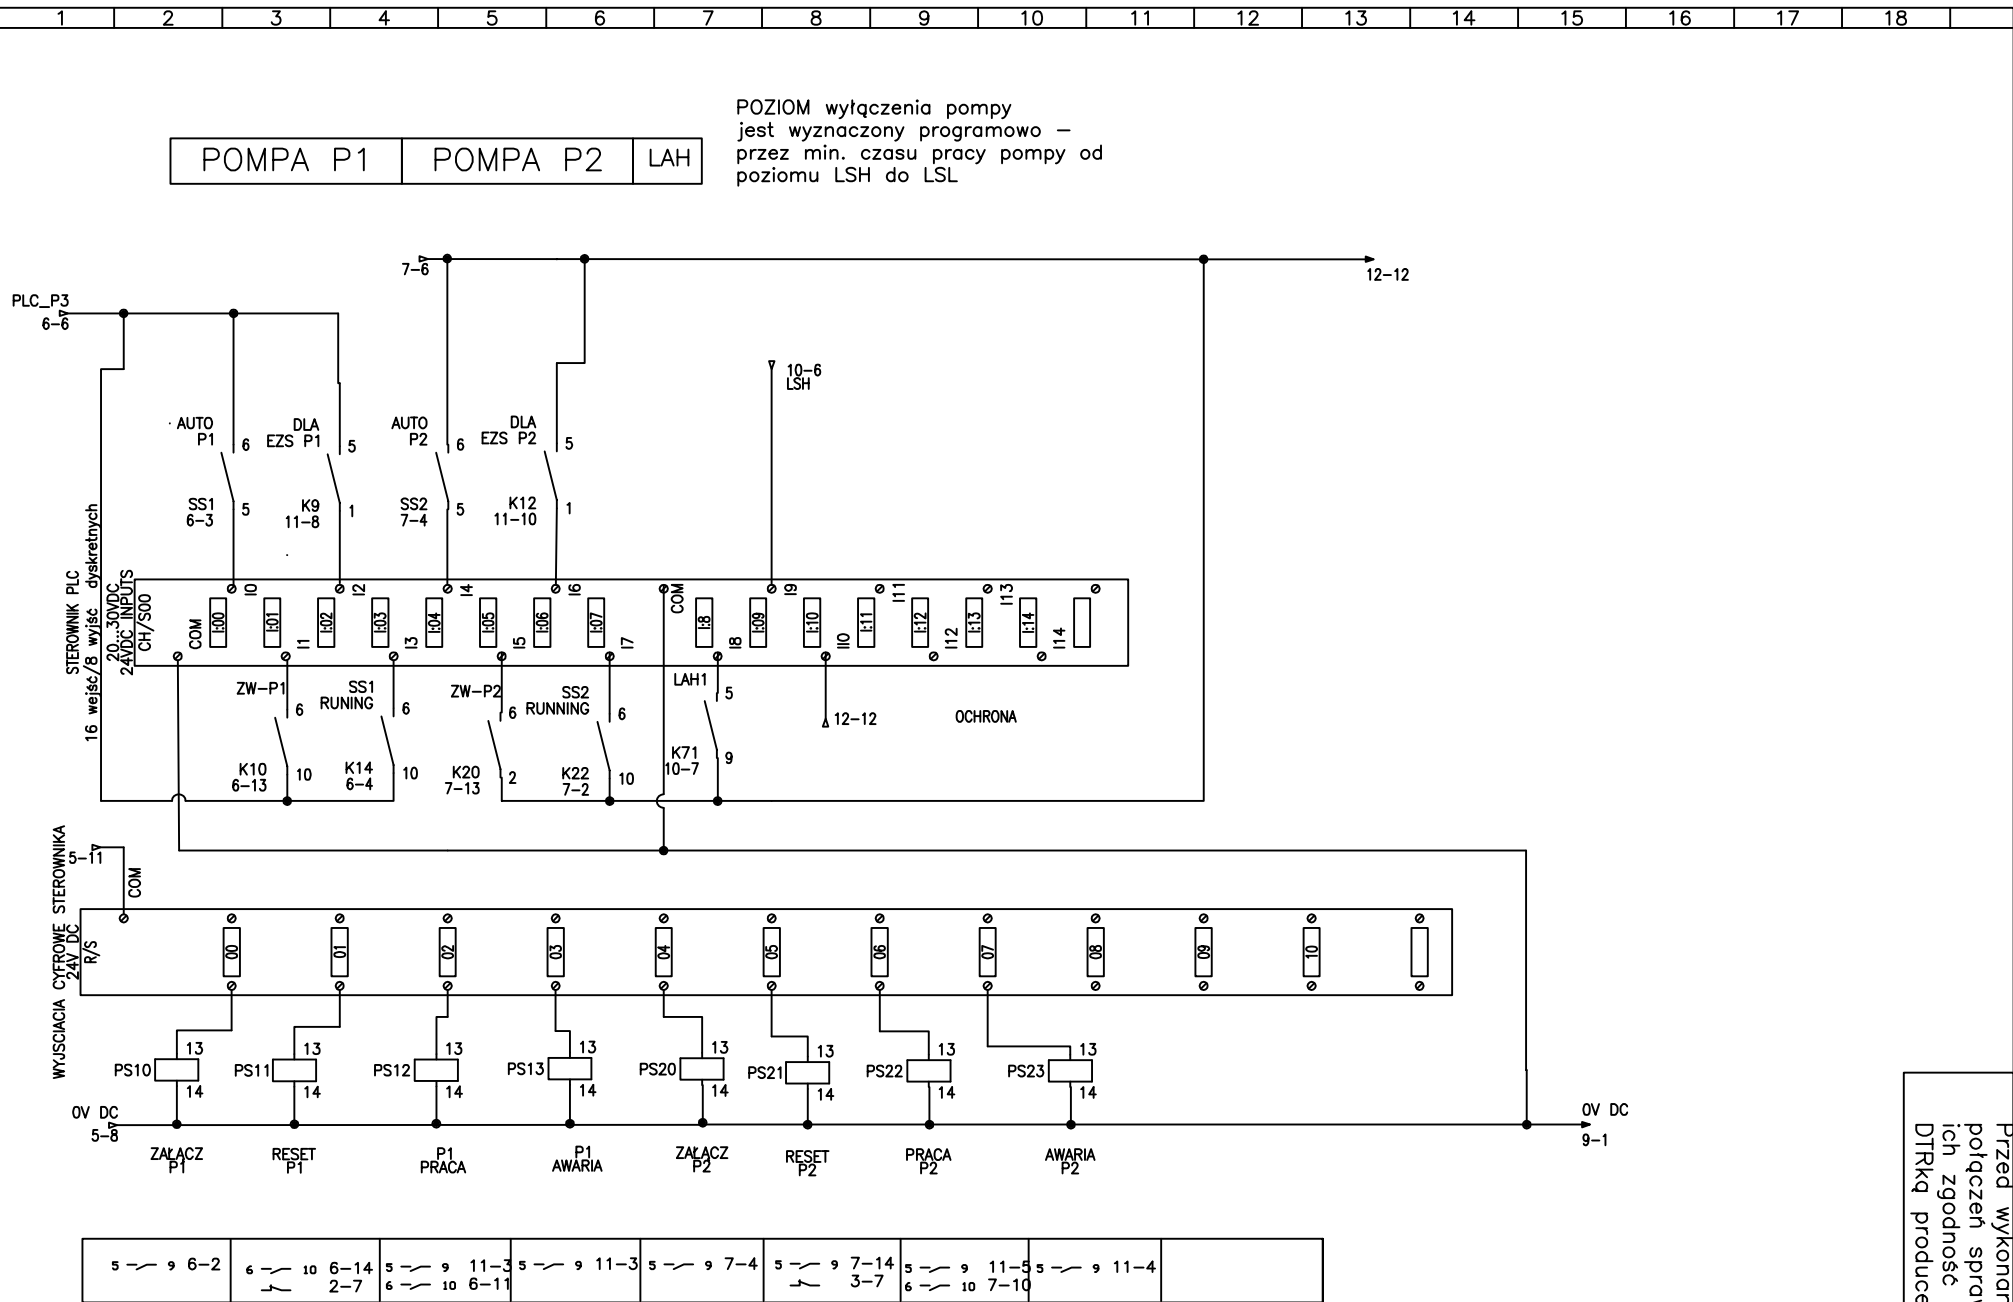 1 2 3 4 5 6 7 8 9 10 11 12 13 14 15 16 17 18
POMPA P1 POMPA P2 LAH
POZIOM wyłączenia pompy
jest wyznaczony programowo –
przez min. czasu pracy pompy od
poziomu LSH do LSL
7–6
12–12
PLC_P3
6–6
10–6
LSH
AUTO
P1
6
SS1
6–3
5
DLA
EZS P1
5
K9
11–8
1
AUTO
P2
6
SS2
7–4
5
DLA
EZS P2
5
K12
11–10
1
STEROWNIK PLC
16 wejść/8 wyjść dyskretnych
20...30VDC
24VDC INPUTS
CH/S00
COM
I0 I2 I4 I6 COM I9 I11 I13
I:00 I:01 I:02 I:03 I:04 I:05 I:06 I:07 I:8 I:09 I:10 I:11 I:12 I:13 I:14
I1 I3 I5 I7 I8 I10 I12 I14
ZW–P1
6
K10
6–13
10
SS1
RUNING
6
K14
6–4
10
ZW–P2
6
K20
7–13
2
SS2
RUNNING
6
K22
7–2
10
LAH1
5
K71
10–7
9
12–12
OCHRONA
WYJSCIACIA CYFROWE STEROWNIKA
24V DC
R/S
5–11
COM
00 01 02 03 04 05 06 07 08 09 10
PS10 13 14
PS11 13 14
PS12 13 14
PS13 13 14
PS20 13 14
PS21 13 14
PS22 13 14
PS23 13 14
0V DC
5–8
0V DC
9–1
ZAŁĄCZ
P1
RESET
P1
P1
PRACA
P1
AWARIA
ZAŁĄCZ
P2
RESET
P2
PRACA
P2
AWARIA
P2
5 9 6–2
6 10 6–14
2–7
5 9 11–3
6 10 6–11
5 9 11–3
5 9 7–4
5 9 7–14
3–7
5 9 11–5
6 10 7–10
5 9 11–4
Przed wykonan
połączeń spraw
ich zgodność
DTRką produce